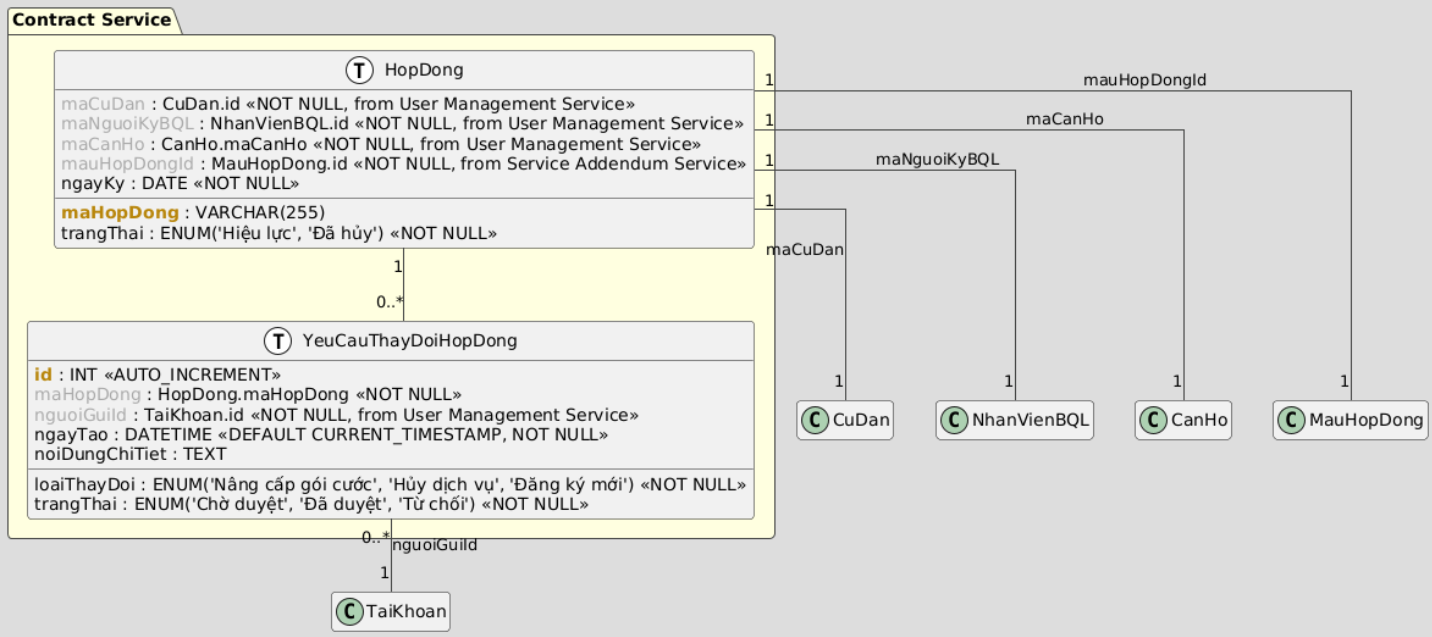 Contract Service
T HopDong
maCuDan : CuDan.id «NOT NULL, from User Management Service»
maNguoiKyBQL : NhanVienBQL.id «NOT NULL, from User Management Service»
maCanHo : CanHo.maCanHo «NOT NULL, from User Management Service»
mauHopDongId : MauHopDong.id «NOT NULL, from Service Addendum Service»
ngayKy : DATE «NOT NULL»
maHopDong : VARCHAR(255)
trangThai : ENUM('Hiệu lực', 'Đã hủy') «NOT NULL»
1
mauHopDongId
1
maCanHo
1
maNguoiKyBQL
1
maCuDan
1
0..*
T YeuCauThayDoiHopDong
id : INT «AUTO_INCREMENT»
maHopDong : HopDong.maHopDong «NOT NULL»
nguoiGuiId : TaiKhoan.id «NOT NULL, from User Management Service»
ngayTao : DATETIME «DEFAULT CURRENT_TIMESTAMP, NOT NULL»
noiDungChiTiet : TEXT
loaiThayDoi : ENUM('Nâng cấp gói cước', 'Hủy dịch vụ', 'Đăng ký mới') «NOT NULL»
trangThai : ENUM('Chờ duyệt', 'Đã duyệt', 'Từ chối') «NOT NULL»
1
1
1
1
C CuDan
C NhanVienBQL
C CanHo
C MauHopDong
0..*
nguoiGuiId
1
C TaiKhoan